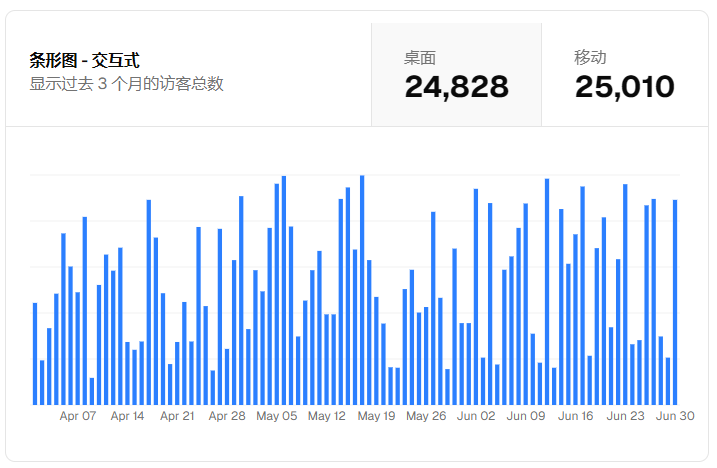 条形图 - 交互式
显示过去 3 个月的访客总数
桌面
24,828
移动
25,010
Apr 07 Apr 14 Apr 21 Apr 28 May 05 May 12 May 19 May 26 Jun 02 Jun 09 Jun 16 Jun 23 Jun 30